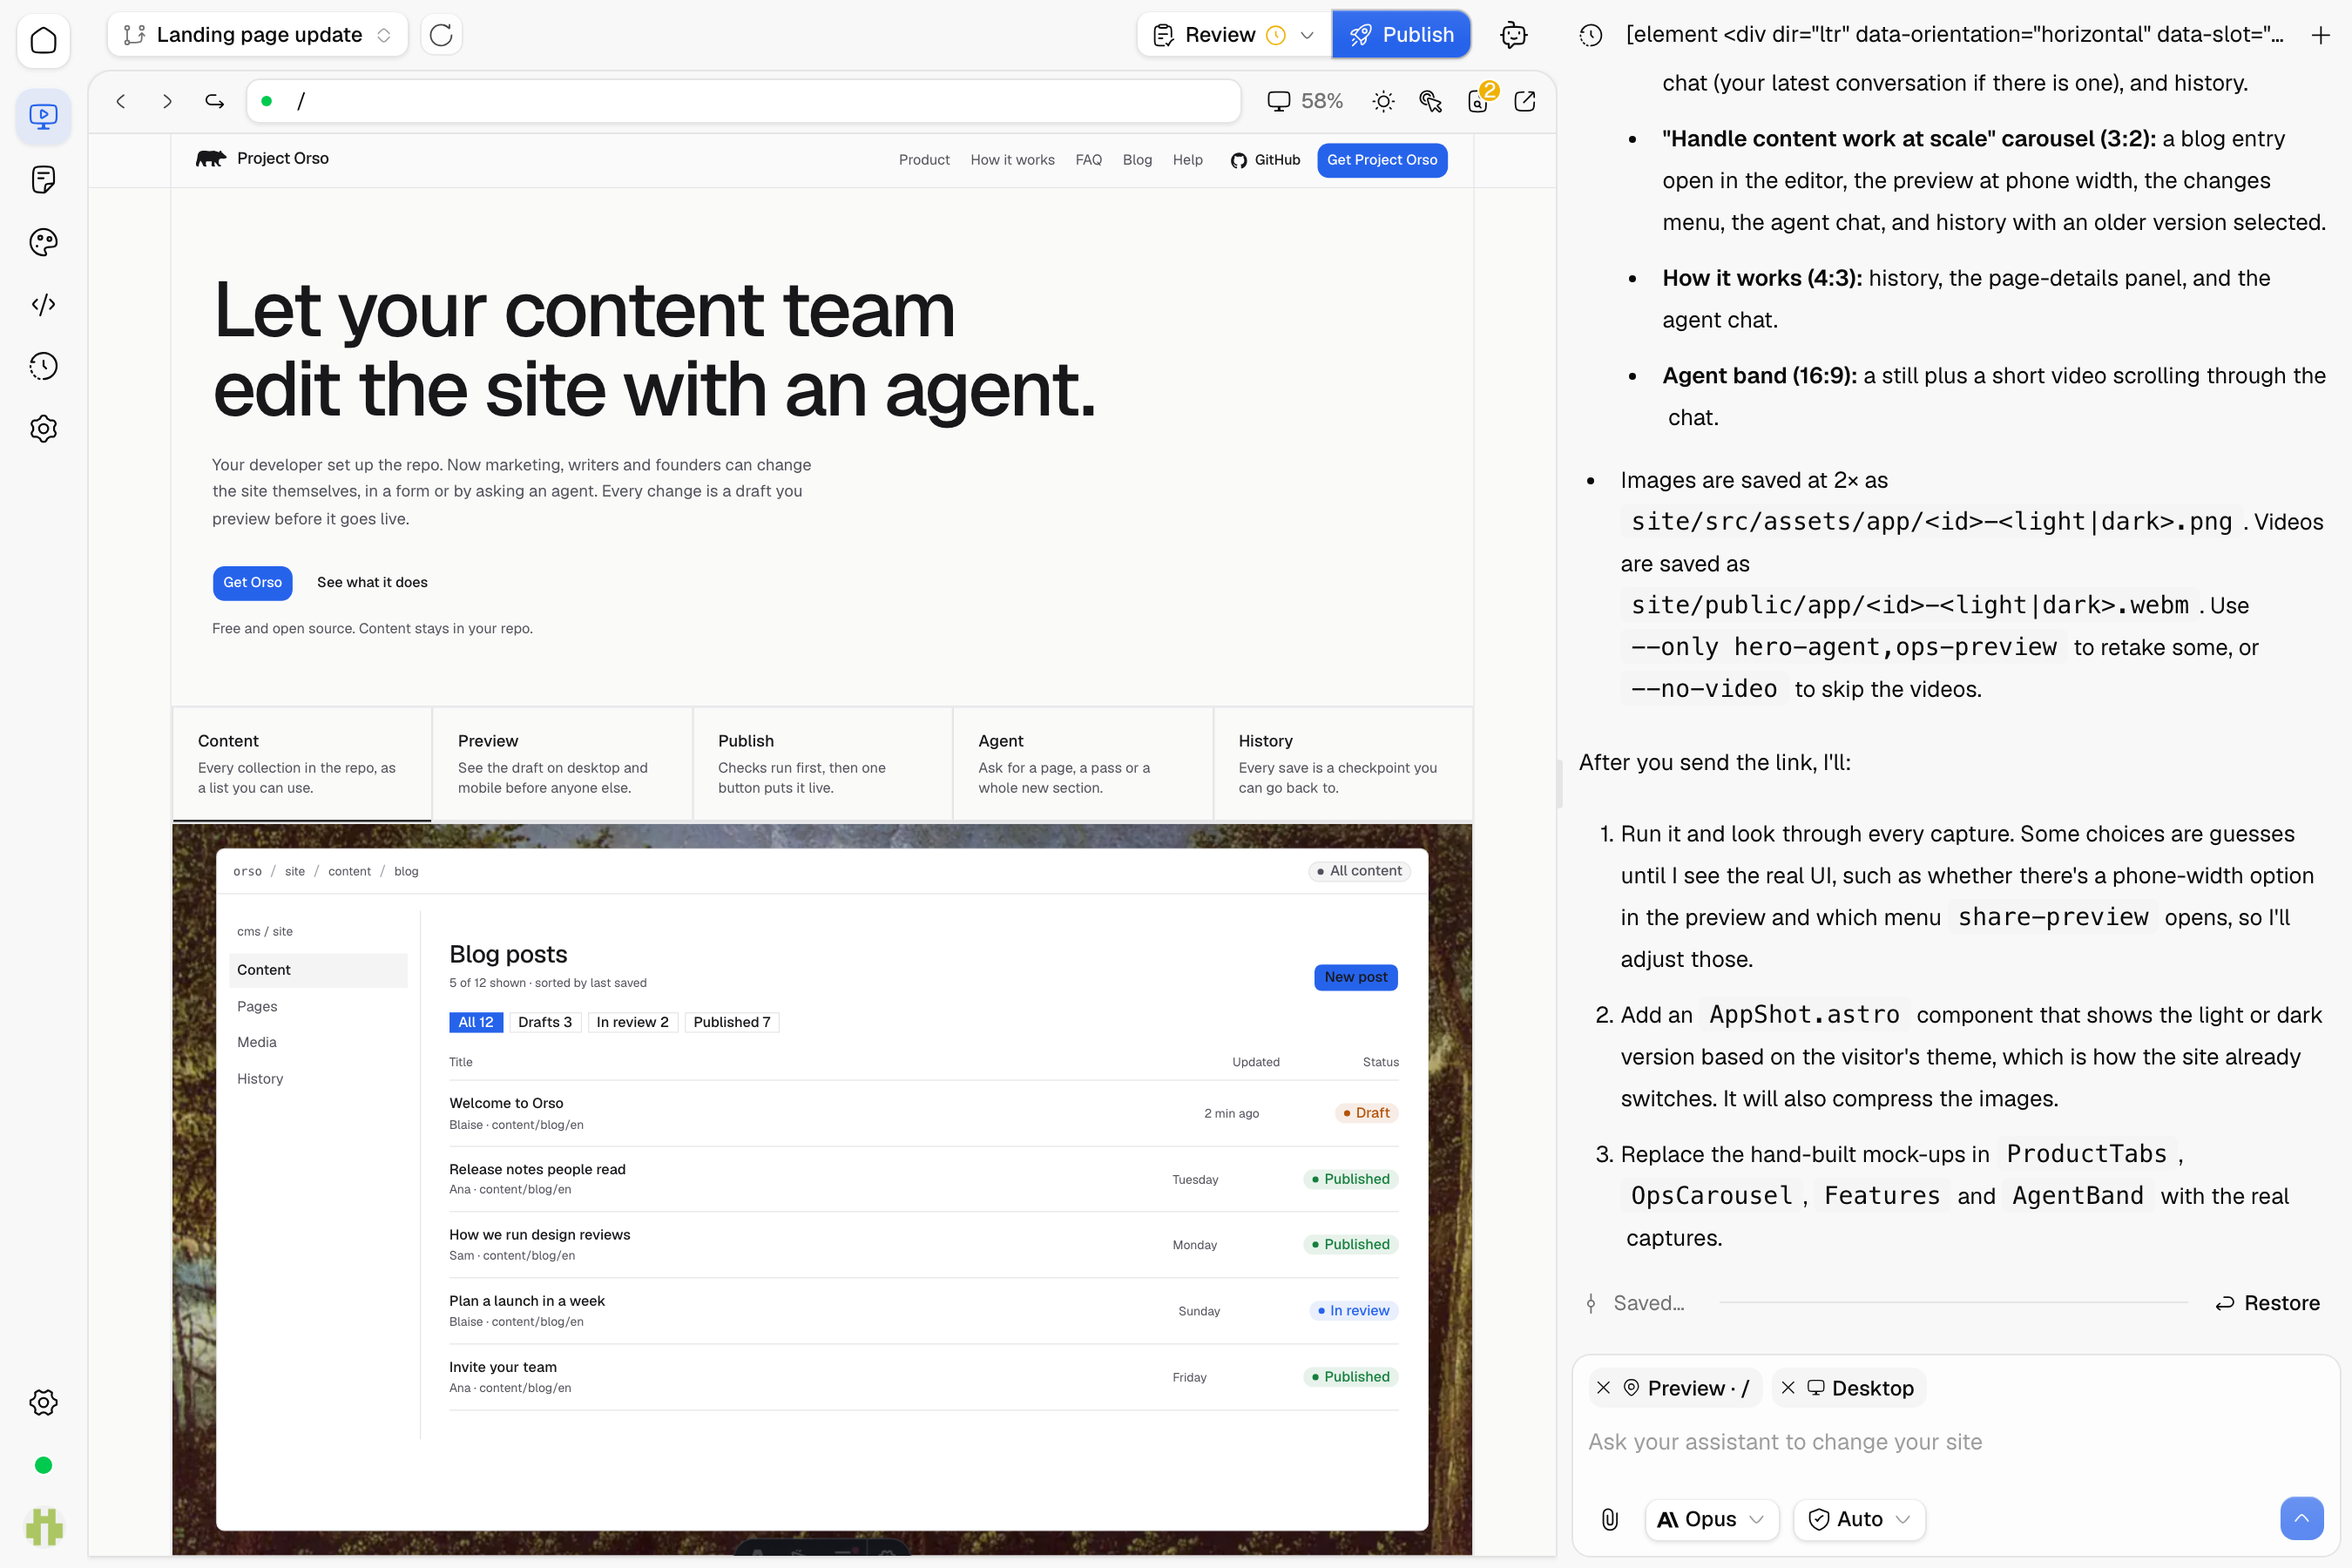 Landing page update
Review
Publish
[element <div dir="ltr" data-orientation="horizontal" data-slot="...
/
58%
2
Project Orso
Product
How it works
FAQ
Blog
Help
GitHub
Get Project Orso
Let your content team
edit the site with an agent.
Your developer set up the repo. Now marketing, writers and founders can change
the site themselves, in a form or by asking an agent. Every change is a draft you
preview before it goes live.
Get Orso
See what it does
Free and open source. Content stays in your repo.
Content
Every collection in the repo, as
a list you can use.
Preview
See the draft on desktop and
mobile before anyone else.
Publish
Checks run first, then one
button puts it live.
Agent
Ask for a page, a pass or a
whole new section.
History
Every save is a checkpoint you
can go back to.
orso / site / content / blog
All content
cms / site
Content
Pages
Media
History
Blog posts
5 of 12 shown · sorted by last saved
New post
All 12
Drafts 3
In review 2
Published 7
Title
Updated
Status
Welcome to Orso
Blaise · content/blog/en
2 min ago
Draft
Release notes people read
Ana · content/blog/en
Tuesday
Published
How we run design reviews
Sam · content/blog/en
Monday
Published
Plan a launch in a week
Blaise · content/blog/en
Sunday
In review
Invite your team
Ana · content/blog/en
Friday
Published
chat (your latest conversation if there is one), and history.
• "Handle content work at scale" carousel (3:2): a blog entry
open in the editor, the preview at phone width, the changes
menu, the agent chat, and history with an older version selected.
• How it works (4:3): history, the page-details panel, and the
agent chat.
• Agent band (16:9): a still plus a short video scrolling through the
chat.
• Images are saved at 2× as
site/src/assets/app/<id>-<light|dark>.png . Videos
are saved as
site/public/app/<id>-<light|dark>.webm . Use
--only hero-agent,ops-preview to retake some, or
--no-video to skip the videos.
After you send the link, I'll:
1. Run it and look through every capture. Some choices are guesses
until I see the real UI, such as whether there's a phone-width option
in the preview and which menu share-preview opens, so I'll
adjust those.
2. Add an AppShot.astro component that shows the light or dark
version based on the visitor's theme, which is how the site already
switches. It will also compress the images.
3. Replace the hand-built mock-ups in ProductTabs ,
OpsCarousel , Features and AgentBand with the real
captures.
Saved...
Restore
Preview · /
Desktop
Ask your assistant to change your site
Opus
Auto